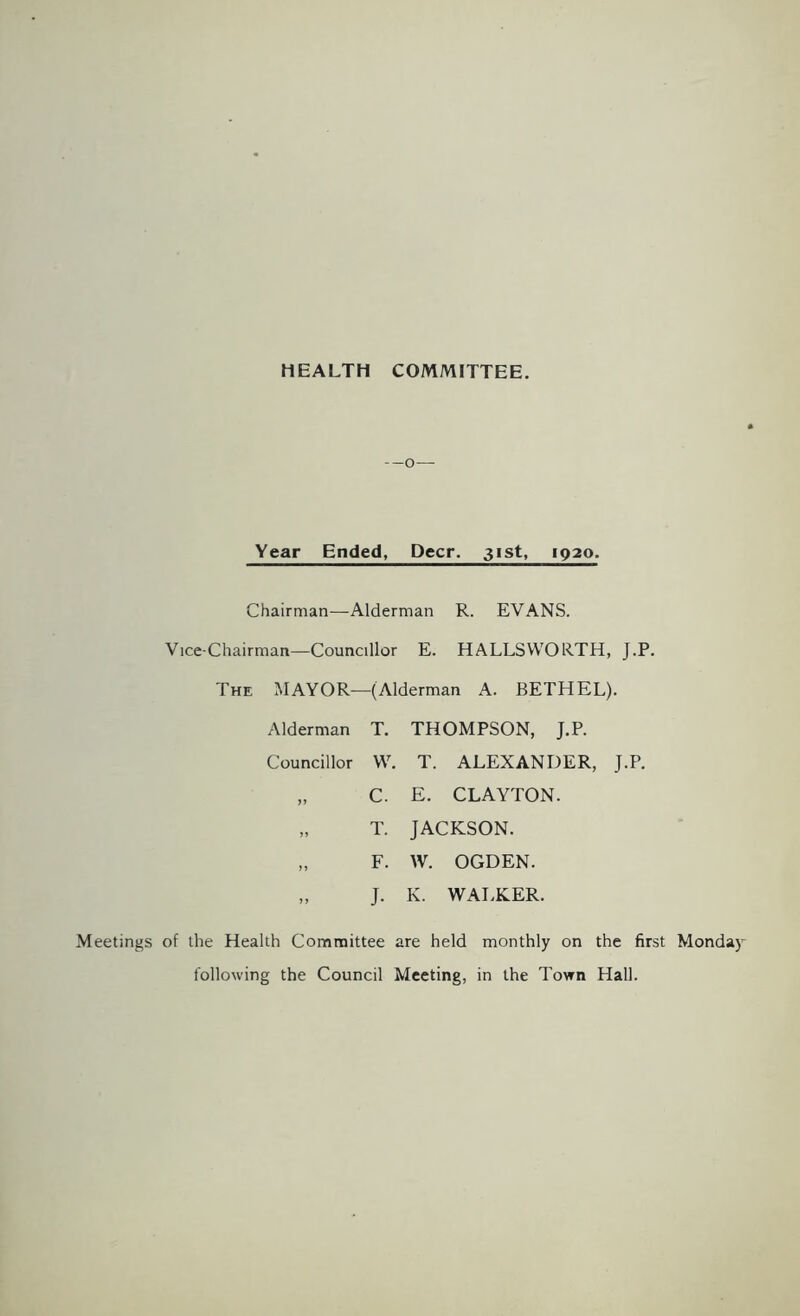 HEALTH COMMITTEE.
--o—
Year Ended, Decr. 31st, 1920.
Chairman—Alderman R. EVANS.
Vice-Chairman—Councillor E. HALLSWORTH, J.P.
The MAYOR—(Alderman A. BETHEL).
Alderman T. THOMPSON, J.P.
Councillor W. T. ALEXANDER, J.P.
„ C. E. CLAYTON.
„ T. JACKSON.
„ F. W. OGDEN.
„ J. K. WALKER.
Meetings of the Health Committee are held monthly on the first Monday
following the Council Meeting, in the Town Hall.